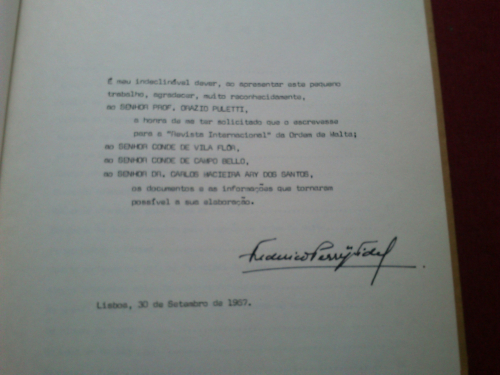 É meu indeclinável dever, ao apresentar este pequeno
trabalho, agradecer, muito reconhecidamente,
ao SENHOR PROF. ORAZIO PULETTI,
a honra de me ter solicitado que o escrevesse
para a "Revista Internacional" da Ordem de Malta;
ao SENHOR CONDE DE VILA FLÔR,
ao SENHOR CONDE DE CAMPO BELLO,
ao SENHOR DR. CARLOS MACIEIRA ARY DOS SANTOS,
os documentos e as informações que tornaram
possível a sua elaboração.
Lisboa, 30 de Setembro de 1967.